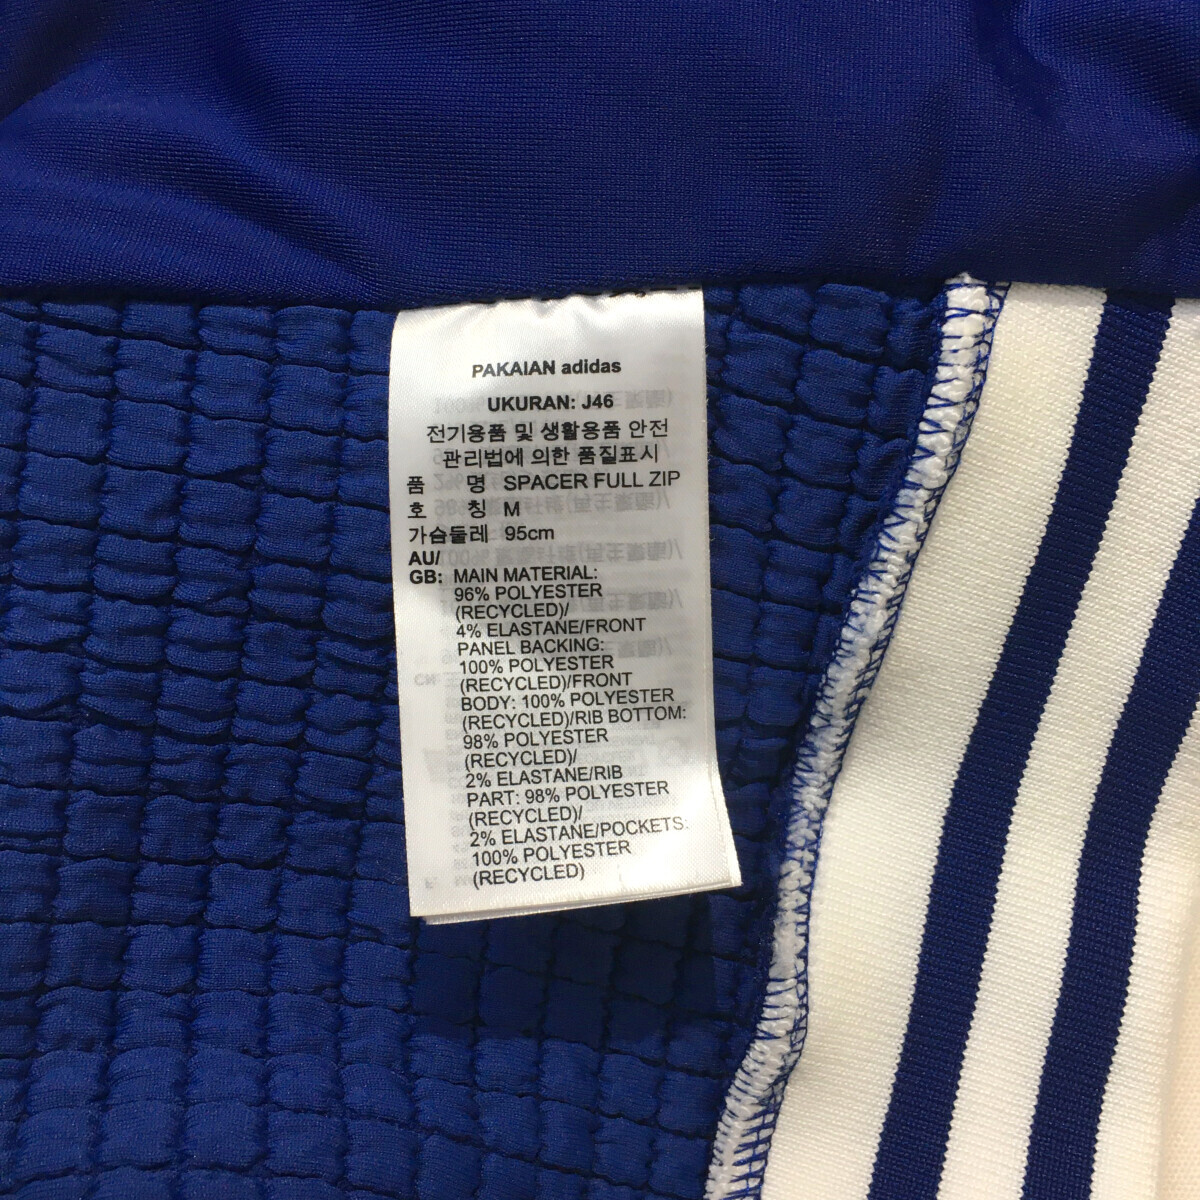 PAKAIAN adidas
UKURAN: J46
전기용품 및 생활용품 안전
관리법에 의한 품질표시
품 명 SPACER FULL ZIP
호 칭 M
가슴둘레 95cm
AU/
GB: MAIN MATERIAL:
96% POLYESTER
(RECYCLED)/
4% ELASTANE/FRONT
PANEL BACKING:
100% POLYESTER
(RECYCLED)/FRONT
BODY: 100% POLYESTER
(RECYCLED)/RIB BOTTOM:
98% POLYESTER
(RECYCLED)/
2% ELASTANE/RIB
PART: 98% POLYESTER
(RECYCLED)/
2% ELASTANE/POCKETS:
100% POLYESTER
(RECYCLED)